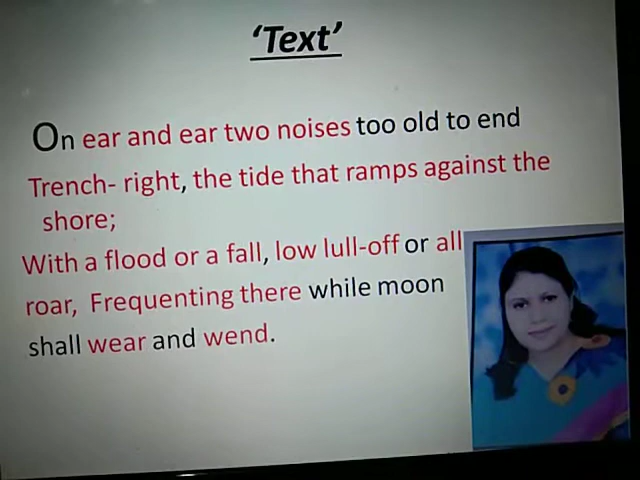 ‘Text’
On ear and ear two noises too old to end
Trench- right, the tide that ramps against the
shore;
With a flood or a fall, low lull-off or all
roar, Frequenting there while moon
shall wear and wend.